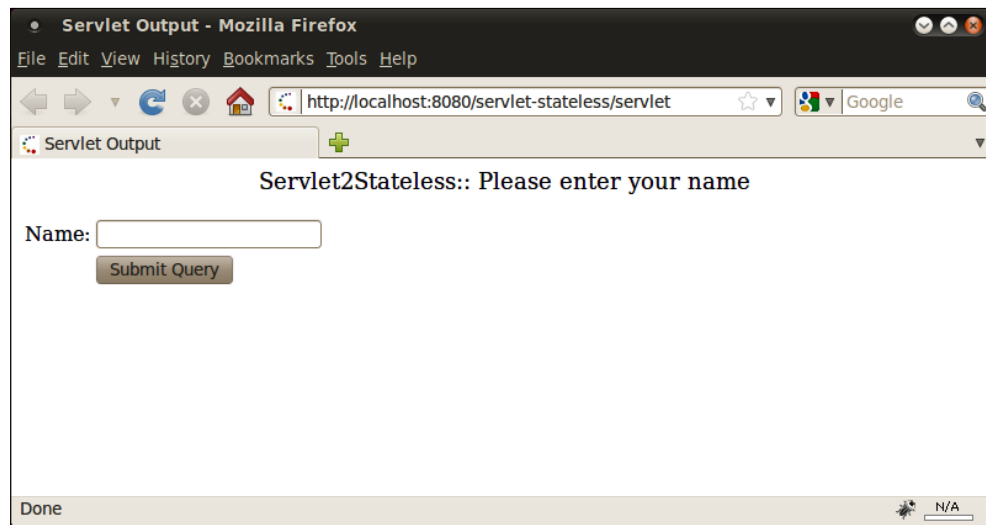 Servlet Output - Mozilla Firefox
File Edit View History Bookmarks Tools Help
http://localhost:8080/servlet-stateless/servlet Google
Servlet Output
Servlet2Stateless:: Please enter your name
Name:
Submit Query
Done N/A